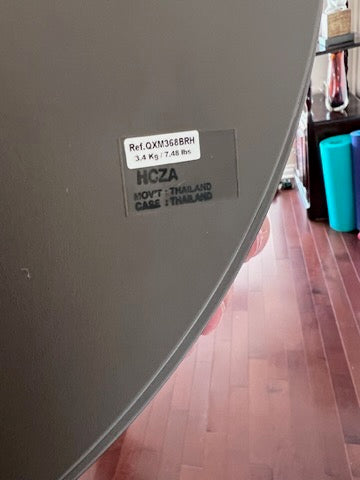 Ref.QXM368BRH
3.4 Kg / 7.48 lbs
HCZA
MOV'T : THAILAND
CASE : THAILAND